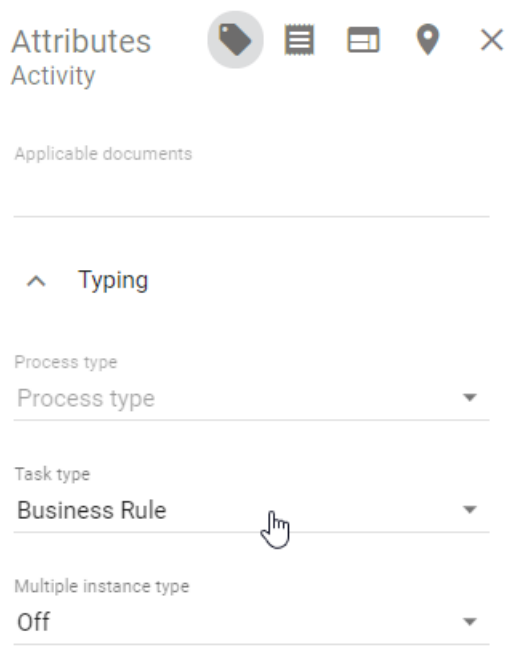 Attributes
Activity
Applicable documents
Typing
Process type
Process type
Task type
Business Rule
Multiple instance type
Off